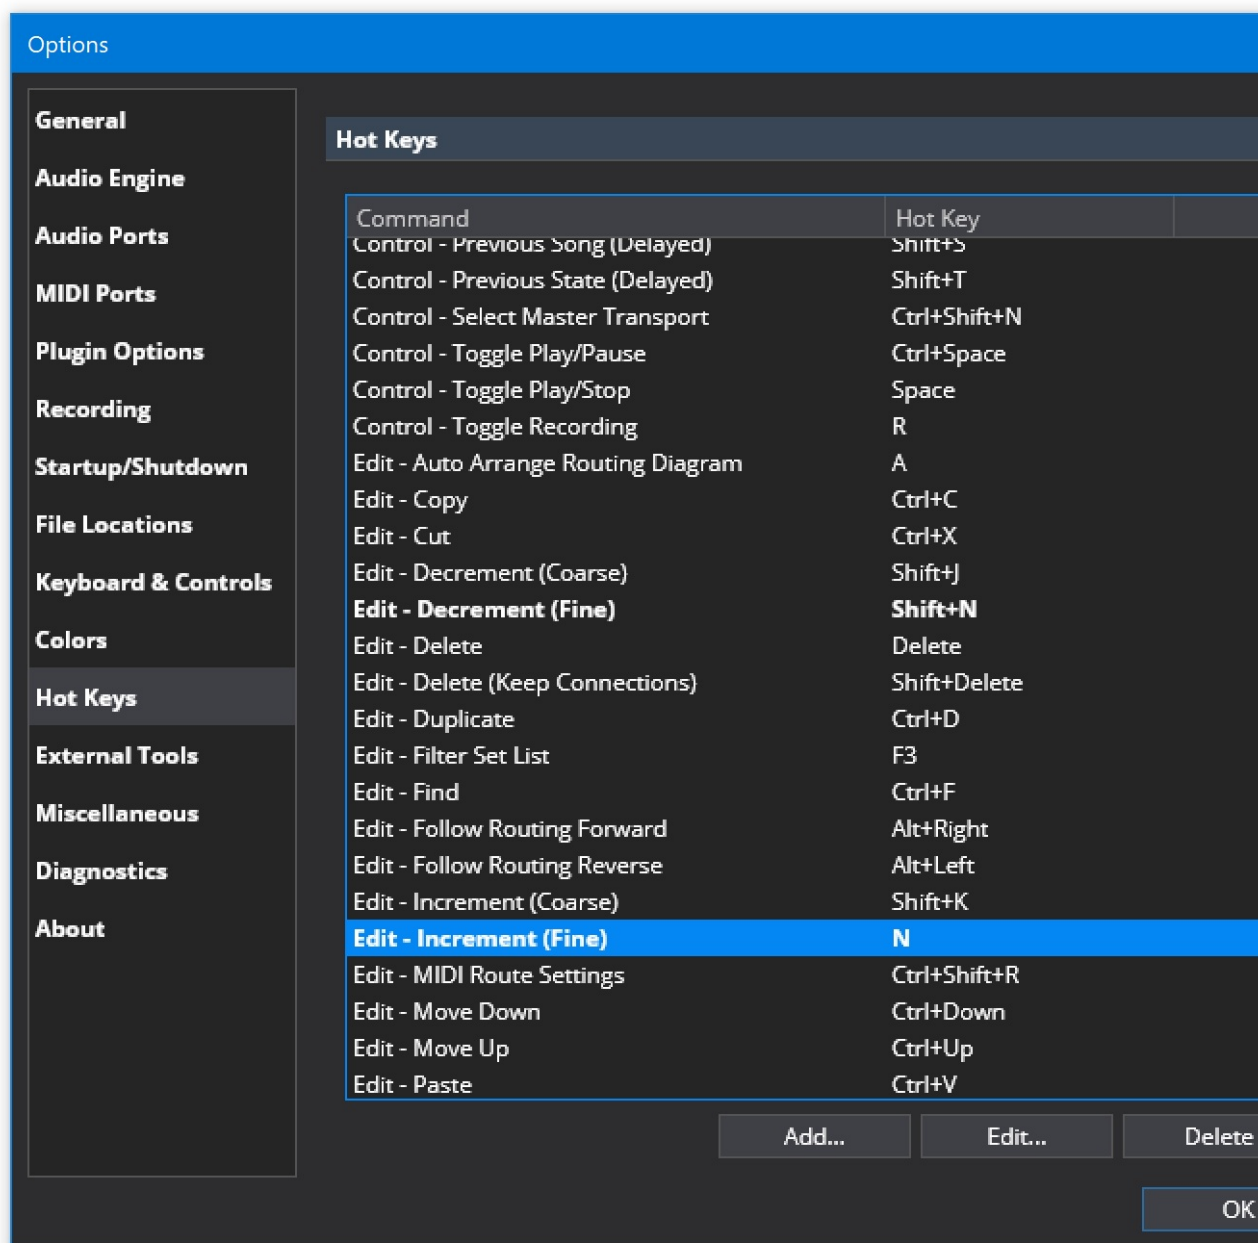 Options
General
Audio Engine
Audio Ports
MIDI Ports
Plugin Options
Recording
Startup/Shutdown
File Locations
Keyboard & Controls
Colors
Hot Keys
External Tools
Miscellaneous
Diagnostics
About
Hot Keys
Command Hot Key
Control - Previous Song (Delayed) Shift+S
Control - Previous State (Delayed) Shift+T
Control - Select Master Transport Ctrl+Shift+N
Control - Toggle Play/Pause Ctrl+Space
Control - Toggle Play/Stop Space
Control - Toggle Recording R
Edit - Auto Arrange Routing Diagram A
Edit - Copy Ctrl+C
Edit - Cut Ctrl+X
Edit - Decrement (Coarse) Shift+J
Edit - Decrement (Fine) Shift+N
Edit - Delete Delete
Edit - Delete (Keep Connections) Shift+Delete
Edit - Duplicate Ctrl+D
Edit - Filter Set List F3
Edit - Find Ctrl+F
Edit - Follow Routing Forward Alt+Right
Edit - Follow Routing Reverse Alt+Left
Edit - Increment (Coarse) Shift+K
Edit - Increment (Fine) N
Edit - MIDI Route Settings Ctrl+Shift+R
Edit - Move Down Ctrl+Down
Edit - Move Up Ctrl+Up
Edit - Paste Ctrl+V
Add... Edit... Delete
OK